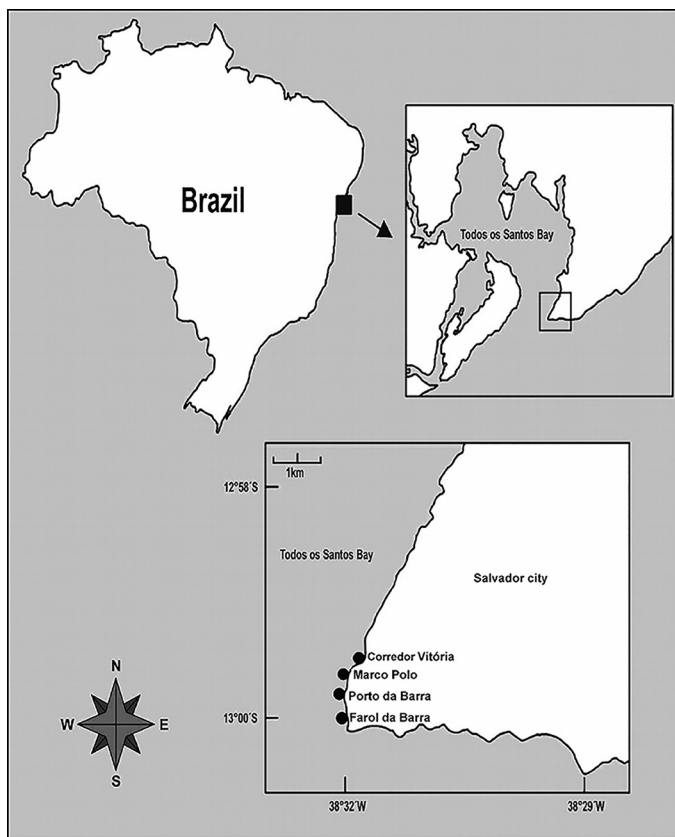 Brazil
Todos os Santos Bay
1km
12°58´S
Todos os Santos Bay
Salvador city
Corredor Vitória
Marco Polo
Porto da Barra
13°00´S
Farol da Barra
N
W
E
S
38°32´W
38°29´W